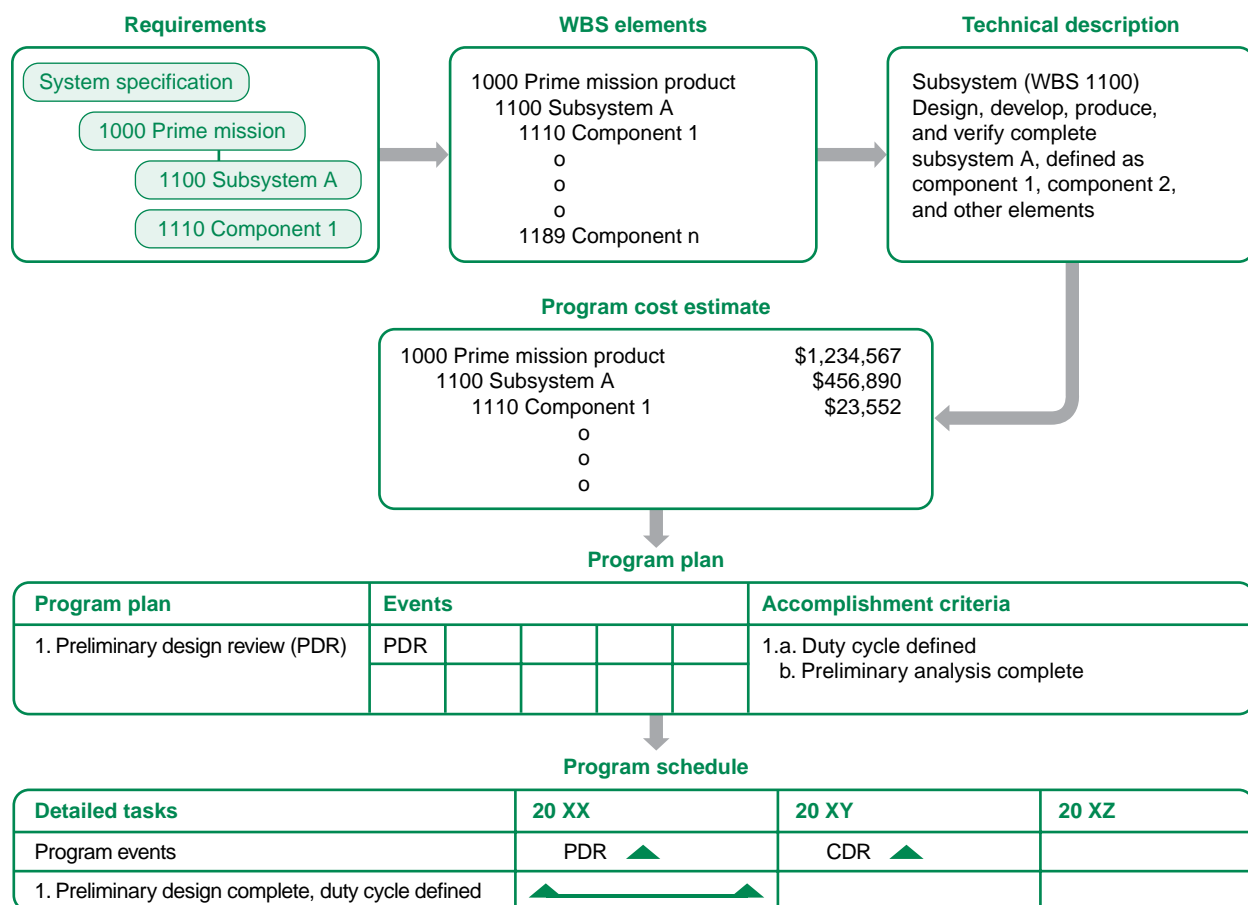 Requirements
WBS elements
Technical description
System specification
1000 Prime mission
1100 Subsystem A
1110 Component 1
1000 Prime mission product
1100 Subsystem A
1110 Component 1
o
o
o
1189 Component n
Subsystem (WBS 1100)
Design, develop, produce,
and verify complete
subsystem A, defined as
component 1, component 2,
and other elements
Program cost estimate
1000 Prime mission product $1,234,567
1100 Subsystem A $456,890
1110 Component 1 $23,552
o
o
o
Program plan
Program plan Events Accomplishment criteria
1. Preliminary design review (PDR) PDR 1.a. Duty cycle defined
b. Preliminary analysis complete
Program schedule
Detailed tasks 20 XX 20 XY 20 XZ
Program events PDR CDR
1. Preliminary design complete, duty cycle defined